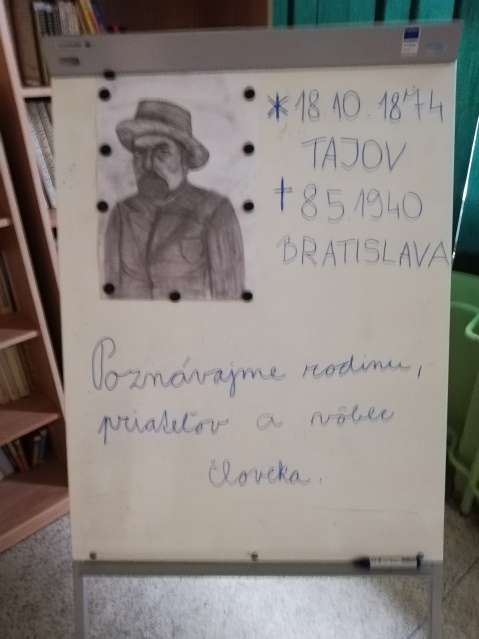 * 18 10. 1874
TAJOV
† 8 5 1940
BRATISLAVA
Poznávajme rodinu,
priateľov a vôbec
človeka.